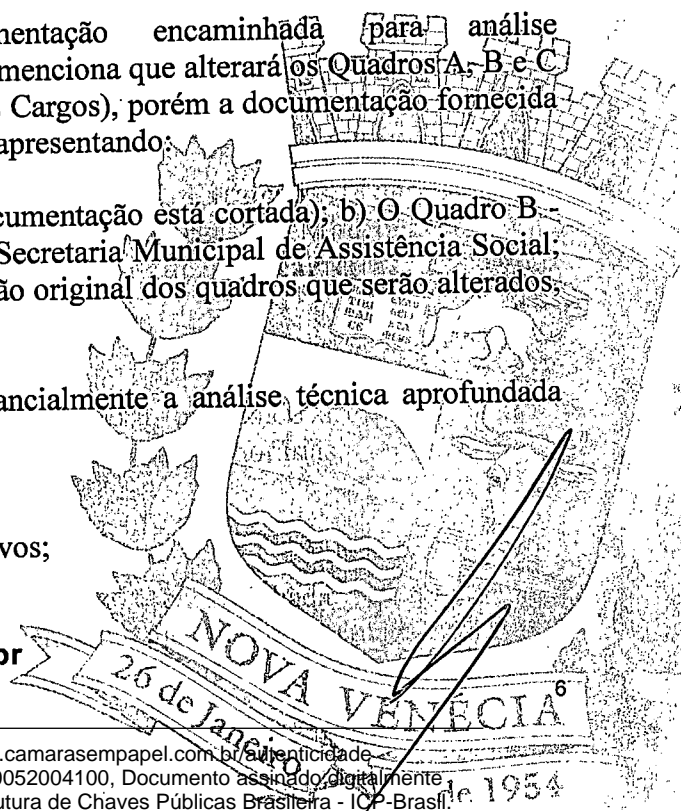 mentação encaminhada para análise
menciona que alterará os Quadros A, B e C
Cargos), porém a documentação fornecida
apresentando:
cumentação está cortada); b) O Quadro B -
Secretaria Municipal de Assistência Social;
ão original dos quadros que serão alterados,
ancialmente a análise técnica aprofundada
vos;
or
NOVA VENÉCIA
6
26 de Janeiro de 1954
.camarasempapel.com.br/autenticidade
0052004100, Documento assinado digitalmente
utura de Chaves Públicas Brasileira - ICP-Brasil.